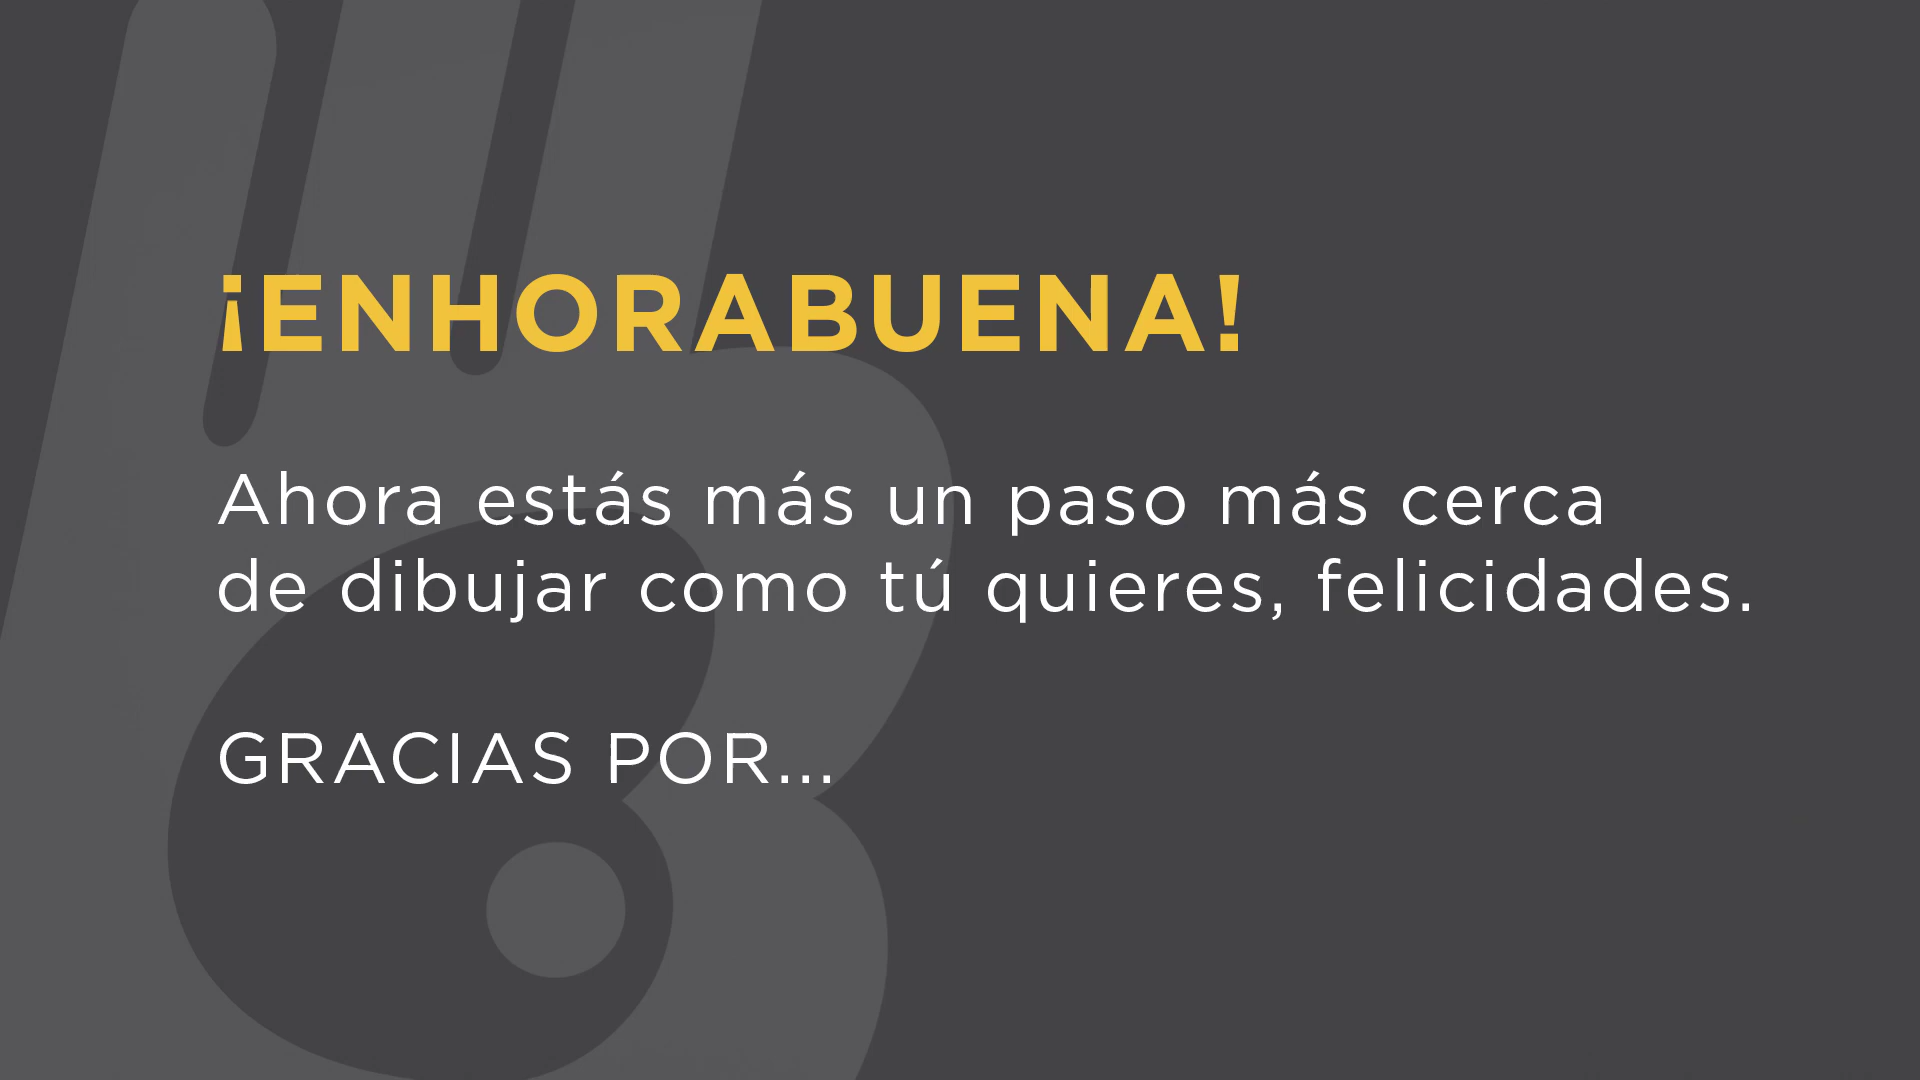 ¡ENHORABUENA!
Ahora estás más un paso más cerca
de dibujar como tú quieres, felicidades.
GRACIAS POR...